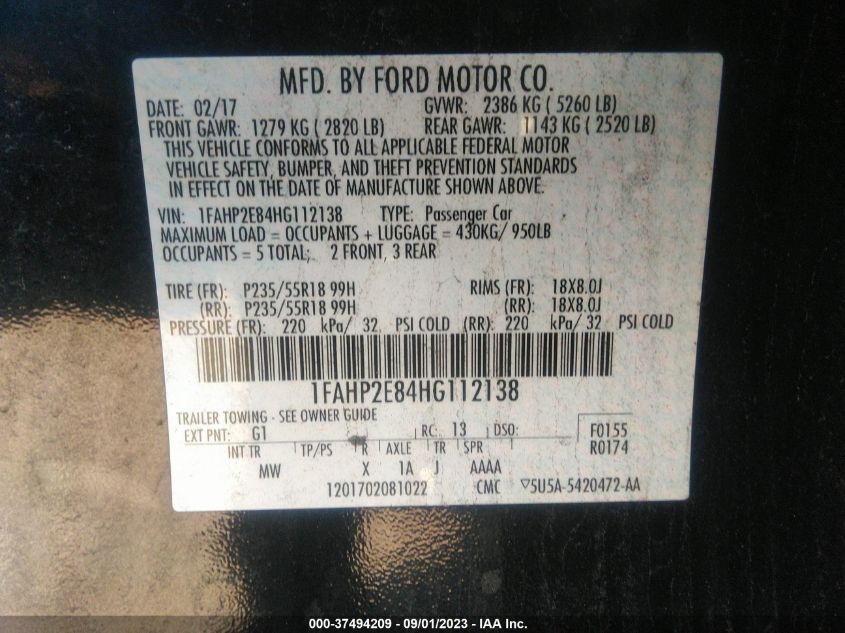 MFD. BY FORD MOTOR CO.
DATE: 02/17 GVWR: 2386 KG ( 5260 LB)
FRONT GAWR: 1279 KG ( 2820 LB) REAR GAWR: 1143 KG ( 2520 LB)
THIS VEHICLE CONFORMS TO ALL APPLICABLE FEDERAL MOTOR
VEHICLE SAFETY, BUMPER, AND THEFT PREVENTION STANDARDS
IN EFFECT ON THE DATE OF MANUFACTURE SHOWN ABOVE.
VIN: 1FAHP2E84HG112138 TYPE: Passenger Car
MAXIMUM LOAD = OCCUPANTS + LUGGAGE = 430KG/ 950LB
OCCUPANTS = 5 TOTAL; 2 FRONT, 3 REAR
TIRE (FR): P235/55R18 99H RIMS (FR): 18X8.0J
(RR): P235/55R18 99H (RR): 18X8.0J
PRESSURE (FR): 220 kPa/ 32 PSI COLD (RR): 220 kPa/ 32 PSI COLD
1FAHP2E84HG112138
TRAILER TOWING - SEE OWNER GUIDE
EXT PNT: G1 RC: 13 DSO: F0155
INT TR TP/PS R AXLE TR SPR R0174
MW X 1A J AAAA
1201702081022 CMC ▽5U5A-5420472-AA
000-37494209 - 09/01/2023 - IAA Inc.